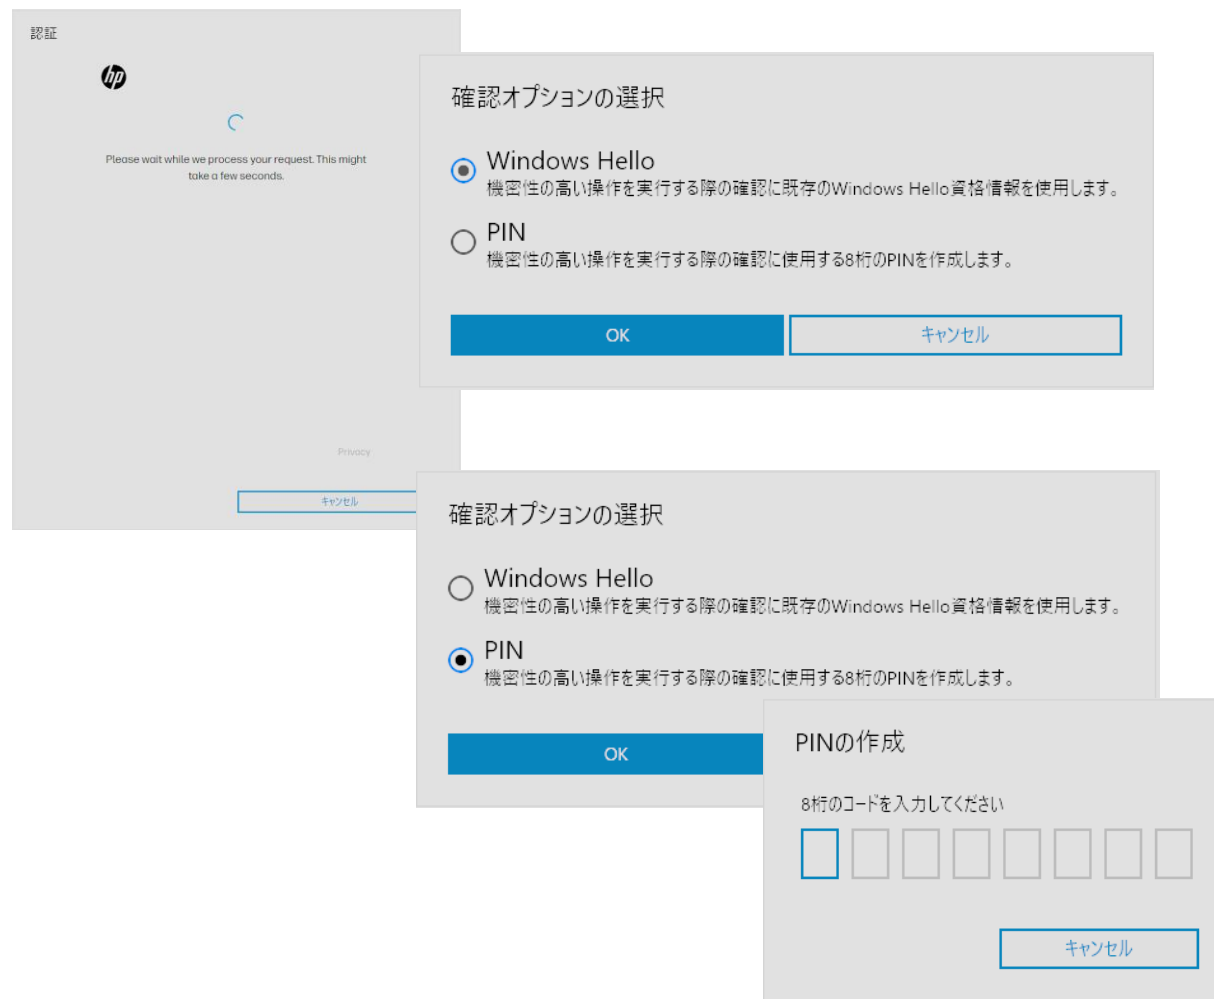 認証
hp
Please wait while we process your request. This might
take a few seconds.
Privacy
キャンセル
確認オプションの選択
Windows Hello
機密性の高い操作を実行する際の確認に既存のWindows Hello資格情報を使用します。
PIN
機密性の高い操作を実行する際の確認に使用する8桁のPINを作成します。
OK
キャンセル
確認オプションの選択
Windows Hello
機密性の高い操作を実行する際の確認に既存のWindows Hello資格情報を使用します。
PIN
機密性の高い操作を実行する際の確認に使用する8桁のPINを作成します。
OK
PINの作成
8桁のコードを入力してください
キャンセル